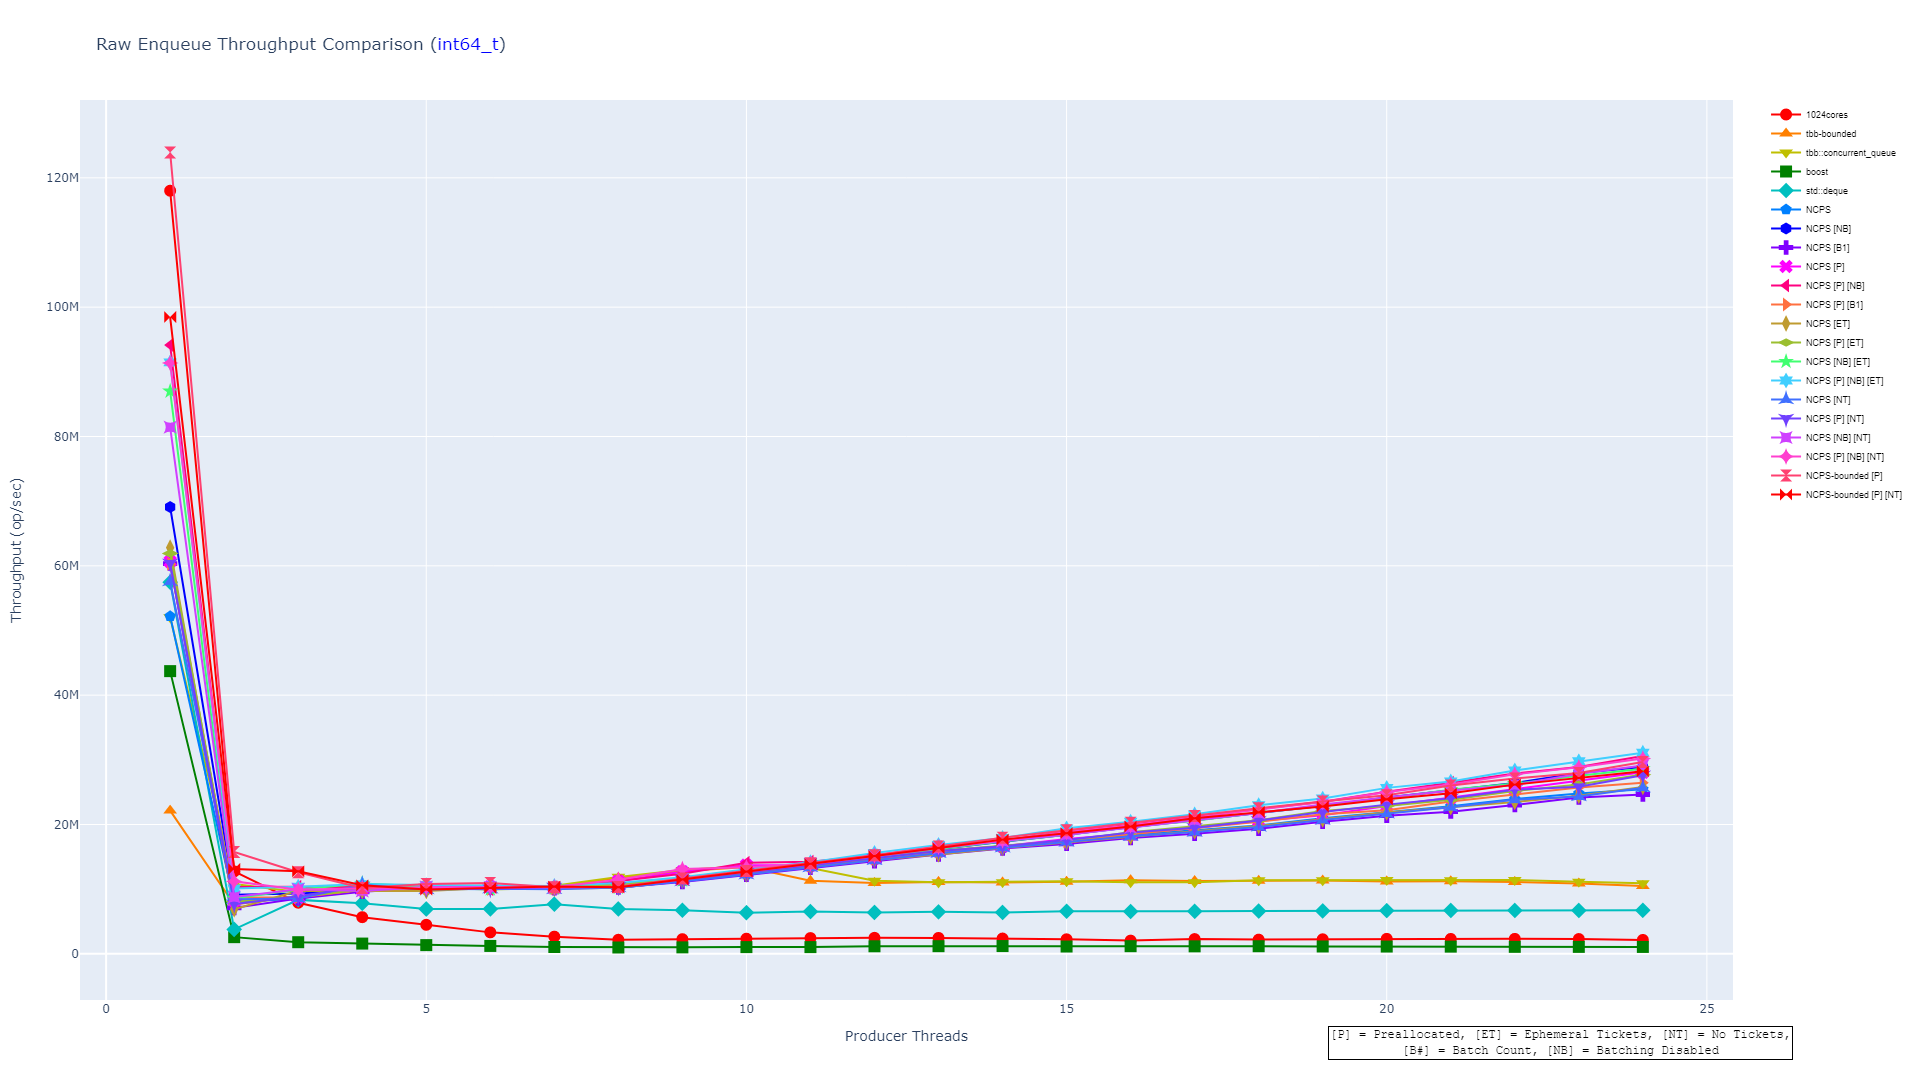 Raw Enqueue Throughput Comparison (int64_t)
120M
100M
80M
60M
40M
20M
0
Throughput (op/sec)
0
5
10
15
20
25
Producer Threads
1024cores
tbb-bounded
tbb::concurrent_queue
boost
std::deque
NCPS
NCPS [NB]
NCPS [B1]
NCPS [P]
NCPS [P] [NB]
NCPS [P] [B1]
NCPS [ET]
NCPS [P] [ET]
NCPS [NB] [ET]
NCPS [P] [NB] [ET]
NCPS [NT]
NCPS [P] [NT]
NCPS [NB] [NT]
NCPS [P] [NB] [NT]
NCPS-bounded [P]
NCPS-bounded [P] [NT]
[P] = Preallocated, [ET] = Ephemeral Tickets, [NT] = No Tickets,
[B#] = Batch Count, [NB] = Batching Disabled